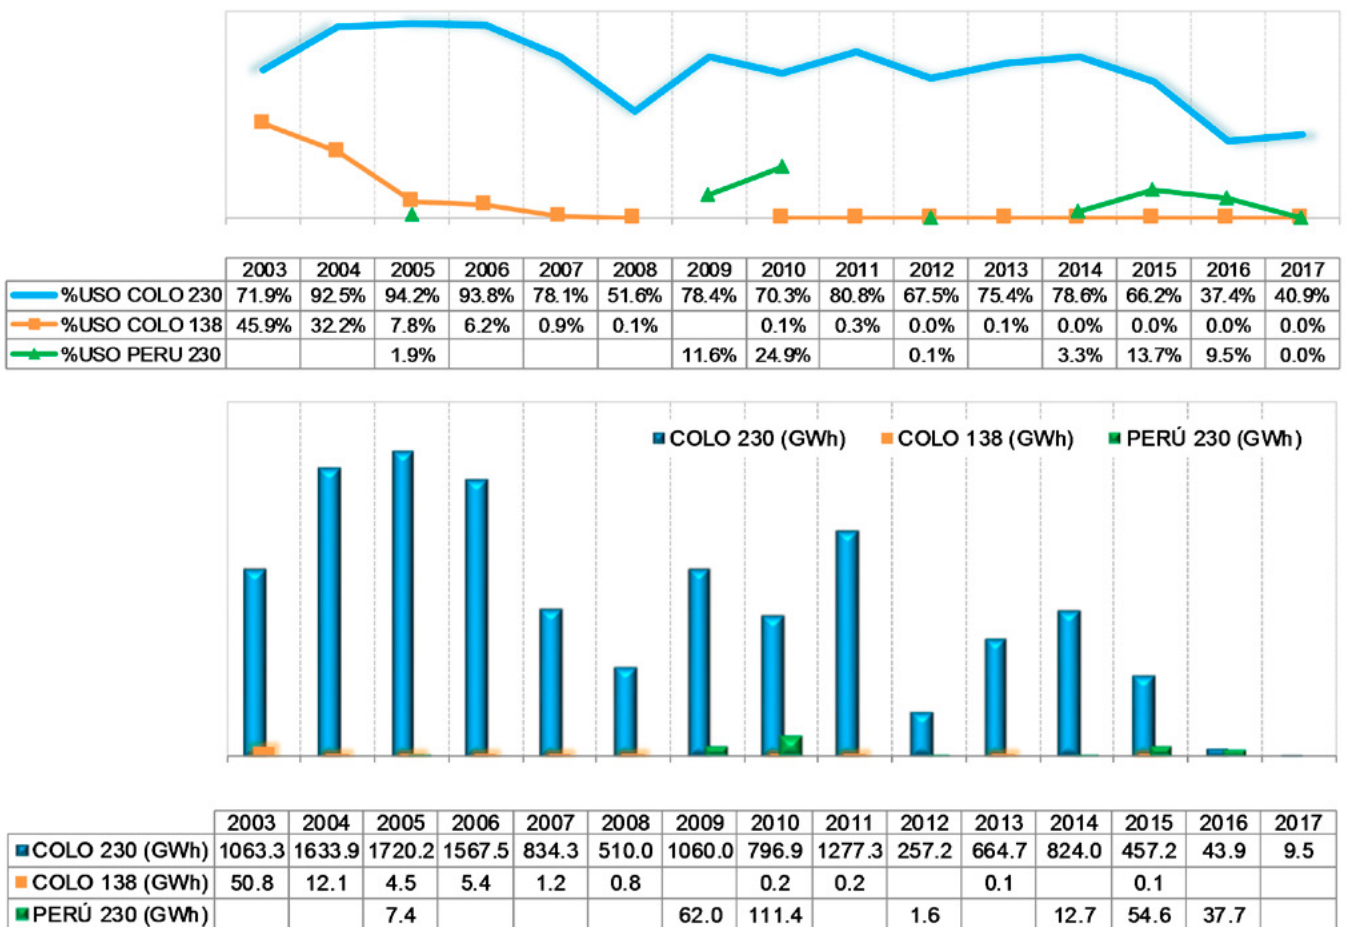 2003 2004 2005 2006 2007 2008 2009 2010 2011 2012 2013 2014 2015 2016 2017
%USO COLO 230 71.9% 92.5% 94.2% 93.8% 78.1% 51.6% 78.4% 70.3% 80.8% 67.5% 75.4% 78.6% 66.2% 37.4% 40.9%
%USO COLO 138 45.9% 32.2% 7.8% 6.2% 0.9% 0.1% 0.1% 0.3% 0.0% 0.1% 0.0% 0.0% 0.0% 0.0%
%USO PERU 230 1.9% 11.6% 24.9% 0.1% 3.3% 13.7% 9.5% 0.0%
COLO 230 (GWh) COLO 138 (GWh) PERÚ 230 (GWh)
2003 2004 2005 2006 2007 2008 2009 2010 2011 2012 2013 2014 2015 2016 2017
COLO 230 (GWh) 1063.3 1633.9 1720.2 1567.5 834.3 510.0 1060.0 796.9 1277.3 257.2 664.7 824.0 457.2 43.9 9.5
COLO 138 (GWh) 50.8 12.1 4.5 5.4 1.2 0.8 0.2 0.2 0.1 0.1
PERÚ 230 (GWh) 7.4 62.0 111.4 1.6 12.7 54.6 37.7